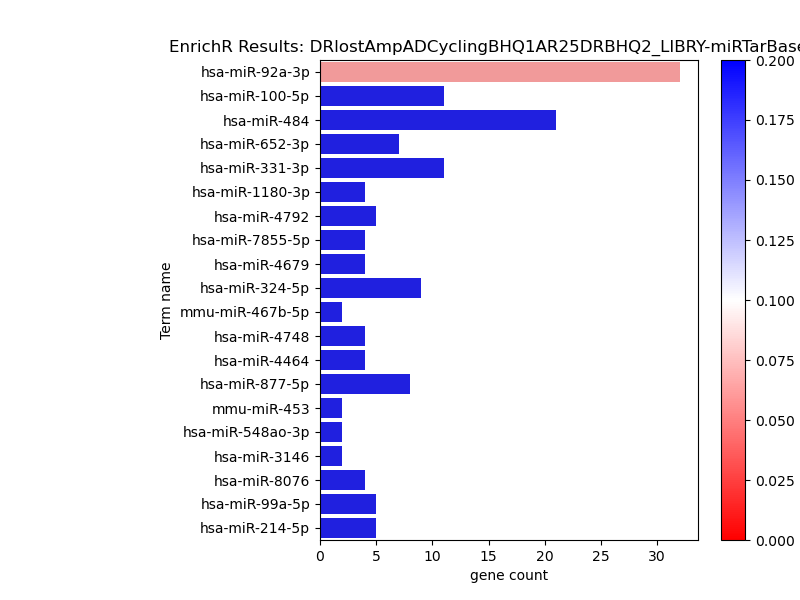 EnrichR Results: DRlostAmpADCyclingBHQ1AR25DRBHQ2_LIBRY-miRTarBase
hsa-miR-92a-3p
hsa-miR-100-5p
hsa-miR-484
hsa-miR-652-3p
hsa-miR-331-3p
hsa-miR-1180-3p
hsa-miR-4792
hsa-miR-7855-5p
hsa-miR-4679
hsa-miR-324-5p
mmu-miR-467b-5p
hsa-miR-4748
hsa-miR-4464
hsa-miR-877-5p
mmu-miR-453
hsa-miR-548ao-3p
hsa-miR-3146
hsa-miR-8076
hsa-miR-99a-5p
hsa-miR-214-5p
Term name
0 5 10 15 20 25 30
gene count
0.200
0.175
0.150
0.125
0.100
0.075
0.050
0.025
0.000